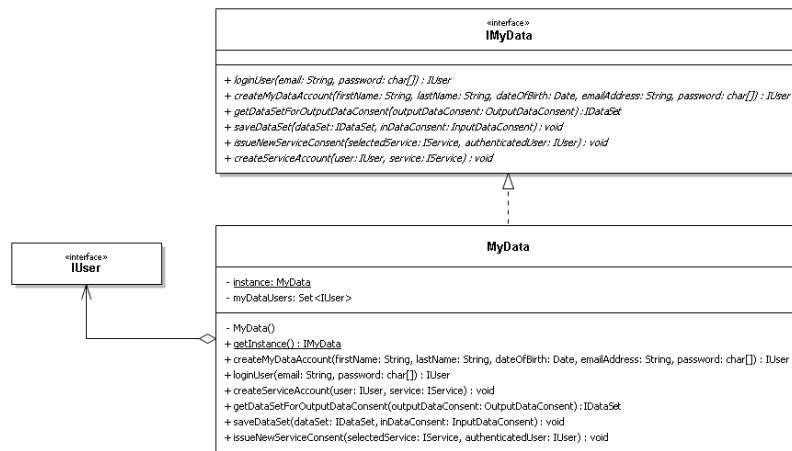 «interface»
IMyData
+ loginUser(email: String, password: char[]) : IUser
+ createMyDataAccount(firstName: String, lastName: String, dateOfBirth: Date, emailAddress: String, password: char[]) : IUser
+ getDataSetForOutputDataConsent(outputDataConsent: OutputDataConsent) : IDataSet
+ saveDataSet(dataSet: IDataSet, inDataConsent: InputDataConsent) : void
+ issueNewServiceConsent(selectedService: IService, authenticatedUser: IUser) : void
+ createServiceAccount(user: IUser, service: IService) : void
«interface»
IUser
MyData
- instance: MyData
- myDataUsers: Set<IUser>
- MyData()
+ getInstance() : IMyData
+ createMyDataAccount(firstName: String, lastName: String, dateOfBirth: Date, emailAddress: String, password: char[]) : IUser
+ loginUser(email: String, password: char[]) : IUser
+ createServiceAccount(user: IUser, service: IService) : void
+ getDataSetForOutputDataConsent(outputDataConsent: OutputDataConsent) : IDataSet
+ saveDataSet(dataSet: IDataSet, inDataConsent: InputDataConsent) : void
+ issueNewServiceConsent(selectedService: IService, authenticatedUser: IUser) : void